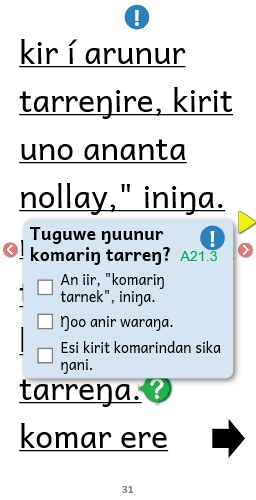 kir í arunur
tarreŋire, kirit
uno ananta
nollay," iniŋa.
Tuguwe ŋuunur
komariŋ tarreŋ? A21.3
An iir, "komariŋ
tarnek", iniŋa.
Ŋoo anir waraŋa.
Esi kirit komarindan sika
ŋani.
tarreŋa.
komar ere
31